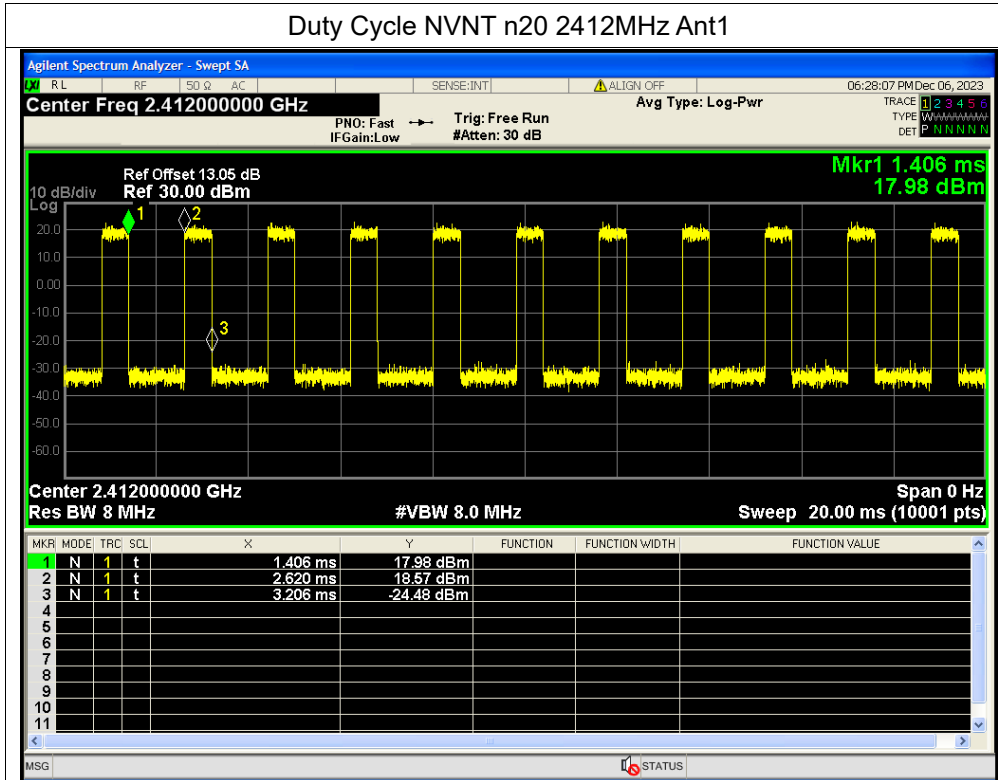 Duty Cycle NVNT n20 2412MHz Ant1
Agilent Spectrum Analyzer - Swept SA
LXI RL RF 50 Ω AC SENSE:INT ALIGN OFF 06:28:07 PM Dec 06, 2023
Center Freq 2.412000000 GHz Avg Type: Log-Pwr TRACE 1 2 3 4 5 6
PNO: Fast Trig: Free Run TYPE WWWWWW
IFGain:Low #Atten: 30 dB DET P N N N N N
Mkr1 1.406 ms
Ref Offset 13.05 dB
10 dB/div Ref 30.00 dBm 17.98 dBm
Log
1 2
20.0
10.0
0.00
-10.0
3
-20.0
-30.0
-40.0
-50.0
-60.0
Center 2.412000000 GHz Span 0 Hz
Res BW 8 MHz #VBW 8.0 MHz Sweep 20.00 ms (10001 pts)
MKR MODE TRC SCL X Y FUNCTION FUNCTION WIDTH FUNCTION VALUE
1 N 1 t 1.406 ms 17.98 dBm
2 N 1 t 2.620 ms 18.57 dBm
3 N 1 t 3.206 ms -24.48 dBm
4
5
6
7
8
9
10
11
MSG STATUS